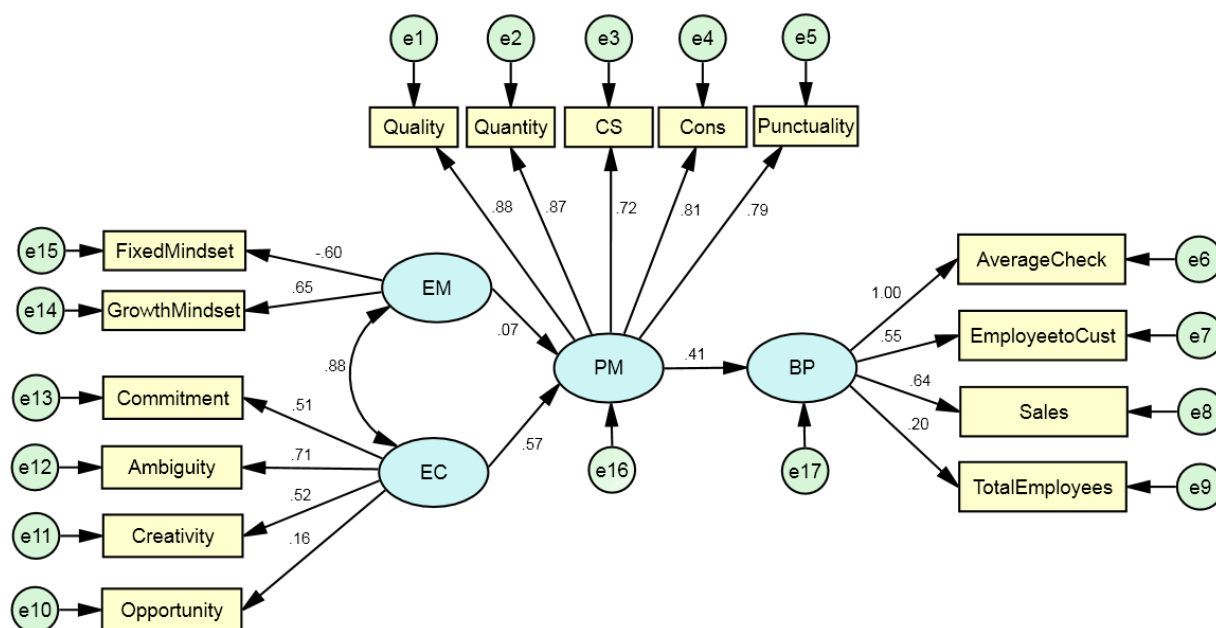 e1
e2
e3
e4
e5
Quality
Quantity
CS
Cons
Punctuality
.88
.87
.72
.81
.79
e15
FixedMindset
-.60
e14
GrowthMindset
.65
EM
.07
.88
e13
Commitment
.51
e12
Ambiguity
.71
EC
.57
e11
Creativity
.52
.16
e10
Opportunity
PM
.41
BP
e16
e17
1.00
AverageCheck
e6
.55
EmployeetoCust
e7
.64
Sales
e8
.20
TotalEmployees
e9